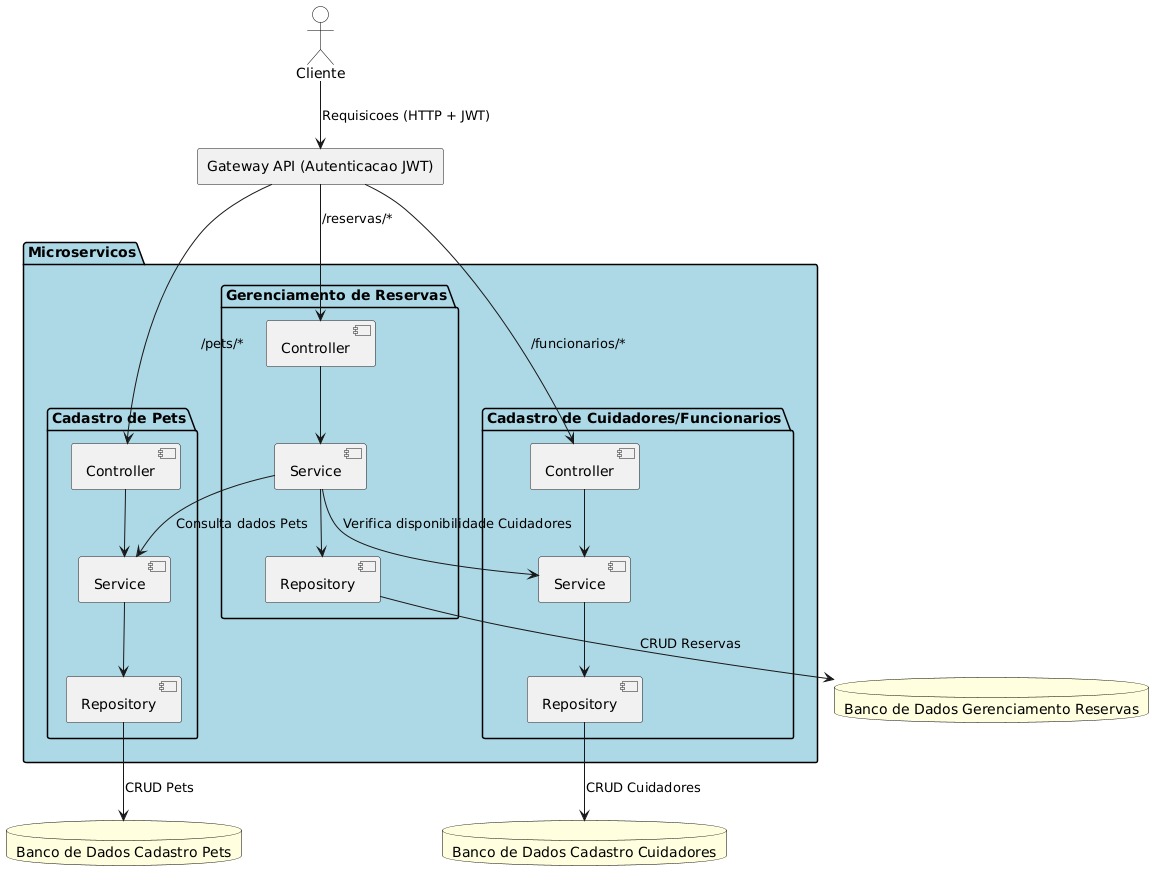 Cliente
Requisicoes (HTTP + JWT)
Gateway API (Autenticacao JWT)
/reservas/*
Microservicos
Gerenciamento de Reservas
Controller
/pets/*
/funcionarios/*
Cadastro de Pets
Cadastro de Cuidadores/Funcionarios
Controller
Service
Controller
Consulta dados Pets
Verifica disponibilidade Cuidadores
Service
Repository
Service
CRUD Reservas
Repository
Repository
Banco de Dados Gerenciamento Reservas
CRUD Pets
CRUD Cuidadores
Banco de Dados Cadastro Pets
Banco de Dados Cadastro Cuidadores